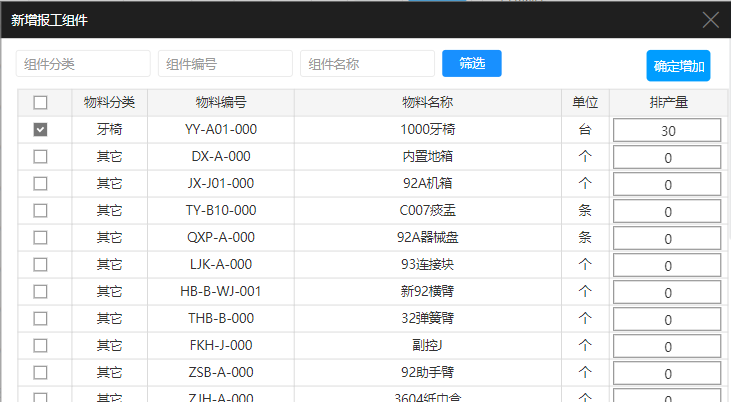 新增报工组件
组件分类 组件编号 组件名称 筛选 确定增加
物料分类 物料编号 物料名称 单位 排产量
牙椅 YY-A01-000 1000牙椅 台 30
其它 DX-A-000 内置地箱 个 0
其它 JX-J01-000 92A机箱 个 0
其它 TY-B10-000 C007痰盂 条 0
其它 QXP-A-000 92A器械盘 条 0
其它 LJK-A-000 93连接块 个 0
其它 HB-B-WJ-001 新92横臂 个 0
其它 THB-B-000 32弹簧臂 个 0
其它 FKH-J-000 副控J 个 0
其它 ZSB-A-000 92助手臂 个 0
其它 ZJH-A-000 3604纸巾盒 个 0